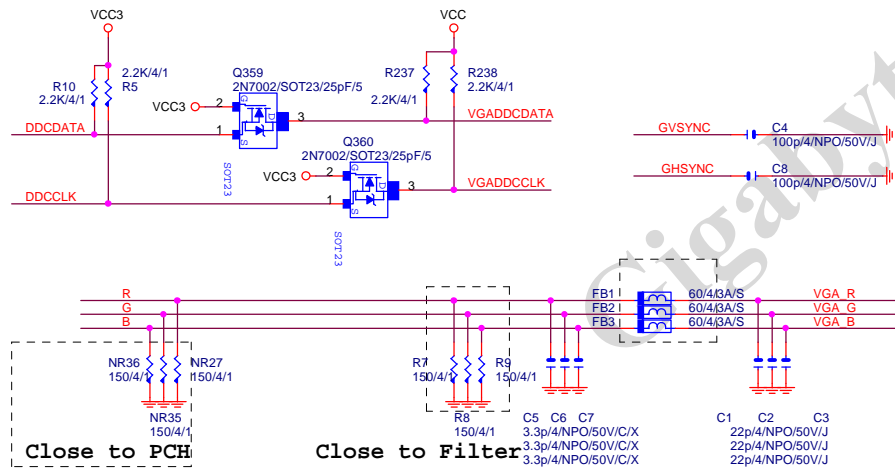 VCC3
VCC
R10
2.2K/4/1
2.2K/4/1
R5
Q359
2N7002/SOT23/25pF/5
VCC3
2
G
D
S
1
3
SOT23
R237
2.2K/4/1
R238
2.2K/4/1
DDCDATA
VGADDCDATA
Q360
2N7002/SOT23/25pF/5
VCC3
2
G
D
S
1
3
SOT23
DDCCLK
VGADDCCLK
GVSYNC
C4
100p/4/NPO/50V/J
GHSYNC
C8
100p/4/NPO/50V/J
Gigabyt
R
G
B
FB1
FB2
FB3
60/4/3A/S
60/4/3A/S
60/4/3A/S
VGA_R
VGA_G
VGA_B
NR36
150/4/1
NR27
150/4/1
NR35
150/4/1
Close to PCH
R7
150/4/1
R9
150/4/1
R8
150/4/1
Close to Filter
C5 C6 C7
3.3p/4/NPO/50V/C/X
3.3p/4/NPO/50V/C/X
3.3p/4/NPO/50V/C/X
C1 C2 C3
22p/4/NPO/50V/J
22p/4/NPO/50V/J
22p/4/NPO/50V/J